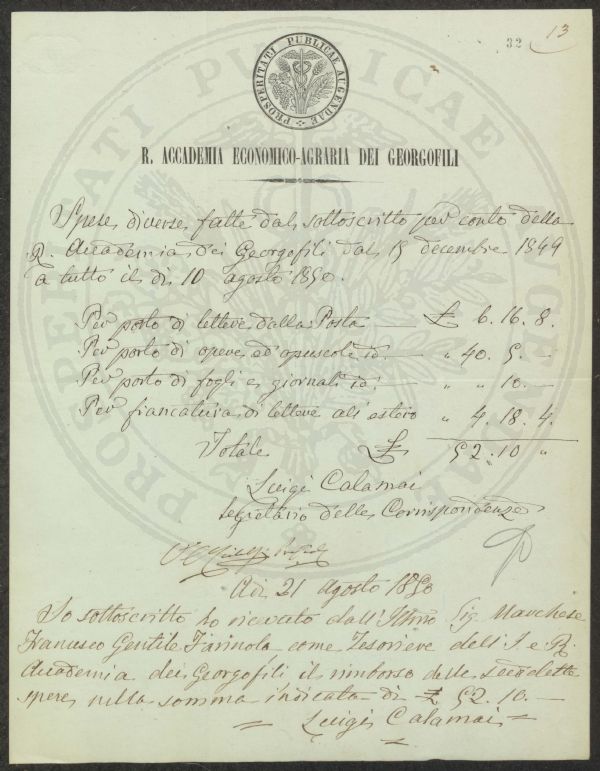 13
32
PROSPERITATI PUBLICAE AUGENDAE
R. ACCADEMIA ECONOMICO-AGRARIA DEI GEORGOFILI
Spese diverse fatte dal sottoscritto per conto della
R. Accademia dei Georgofili dal 15 decembre 1849
a tutto il dì 10 agosto 1850.
Per porto di lettere dalla Posta £ 6. 16. 8.
Per porto di opere ed opuscoli id. " 40. 5. -
Per porto di fogli e giornali id. " " 10. -
Per francatura di lettere all'estero " 4. 18. 4.
Totale £ 52. 10 "
Luigi Calamai
Segretario delle Corrispondenze
Adì 21 agosto 1850
Io sottoscritto ho ricevuto dall'Illmo Sig. Marchese
Francesco Gentile Farinola come Tesoriere dell'I. e R.
Accademia dei Georgofili il rimborso delle suddette
spese nella somma indicata di £ 52. 10. -
= Luigi Calamai =